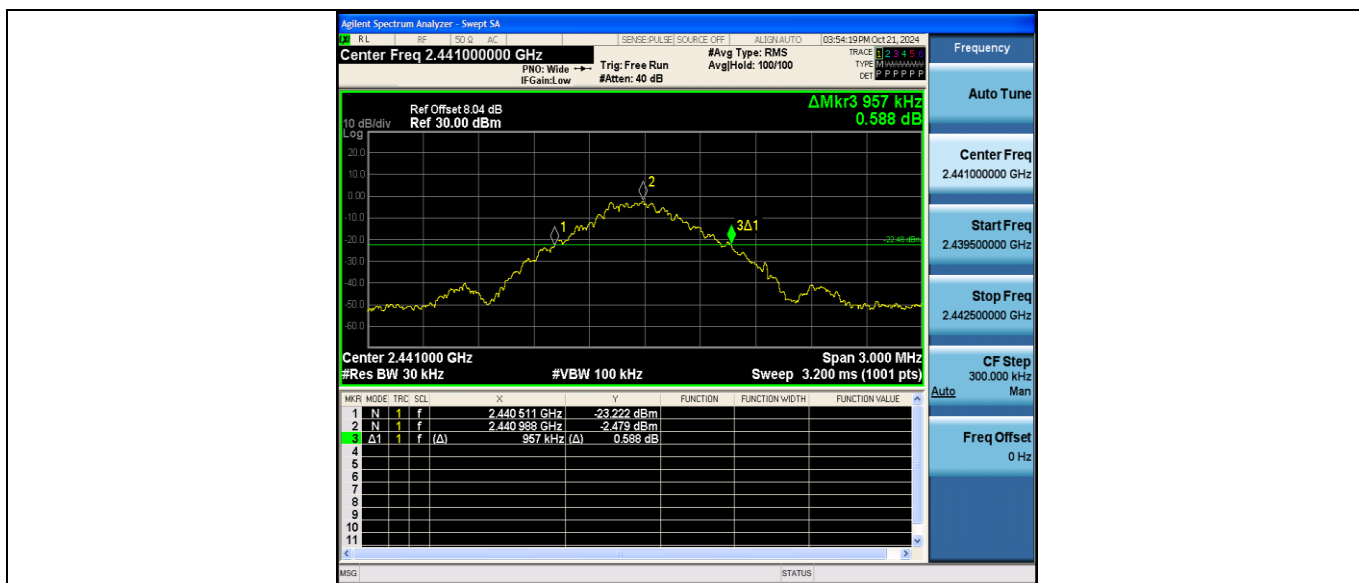 Agilent Spectrum Analyzer - Swept SA
RL RF 50 Ω AC SENSE:PULSE SOURCE OFF ALIGN AUTO 03:54:19 PM Oct 21, 2024
Center Freq 2.441000000 GHz
#Avg Type: RMS
TRACE 1 2 3 4 5 6
PNO: Wide
Trig: Free Run
Avg|Hold: 100/100
TYPE M W W W W W
IFGain:Low
#Atten: 40 dB
DET P P P P P P
ΔMkr3 957 kHz
0.588 dB
Ref Offset 8.04 dB
10 dB/div Ref 30.00 dBm
Log
20.0
10.0
0.00
-10.0
-20.0
-30.0
-40.0
-50.0
-60.0
2
1
3Δ1
-22.48 dBm
Center 2.441000 GHz Span 3.000 MHz
#Res BW 30 kHz #VBW 100 kHz Sweep 3.200 ms (1001 pts)
MKR MODE TRC SCL X Y FUNCTION FUNCTION WIDTH FUNCTION VALUE
1 N 1 f 2.440 511 GHz -23.222 dBm
2 N 1 f 2.440 988 GHz -2.479 dBm
3 Δ1 1 f (Δ) 957 kHz (Δ) 0.588 dB
4
5
6
7
8
9
10
11
MSG STATUS
Frequency
Auto Tune
Center Freq
2.441000000 GHz
Start Freq
2.439500000 GHz
Stop Freq
2.442500000 GHz
CF Step
300.000 kHz
Auto Man
Freq Offset
0 Hz